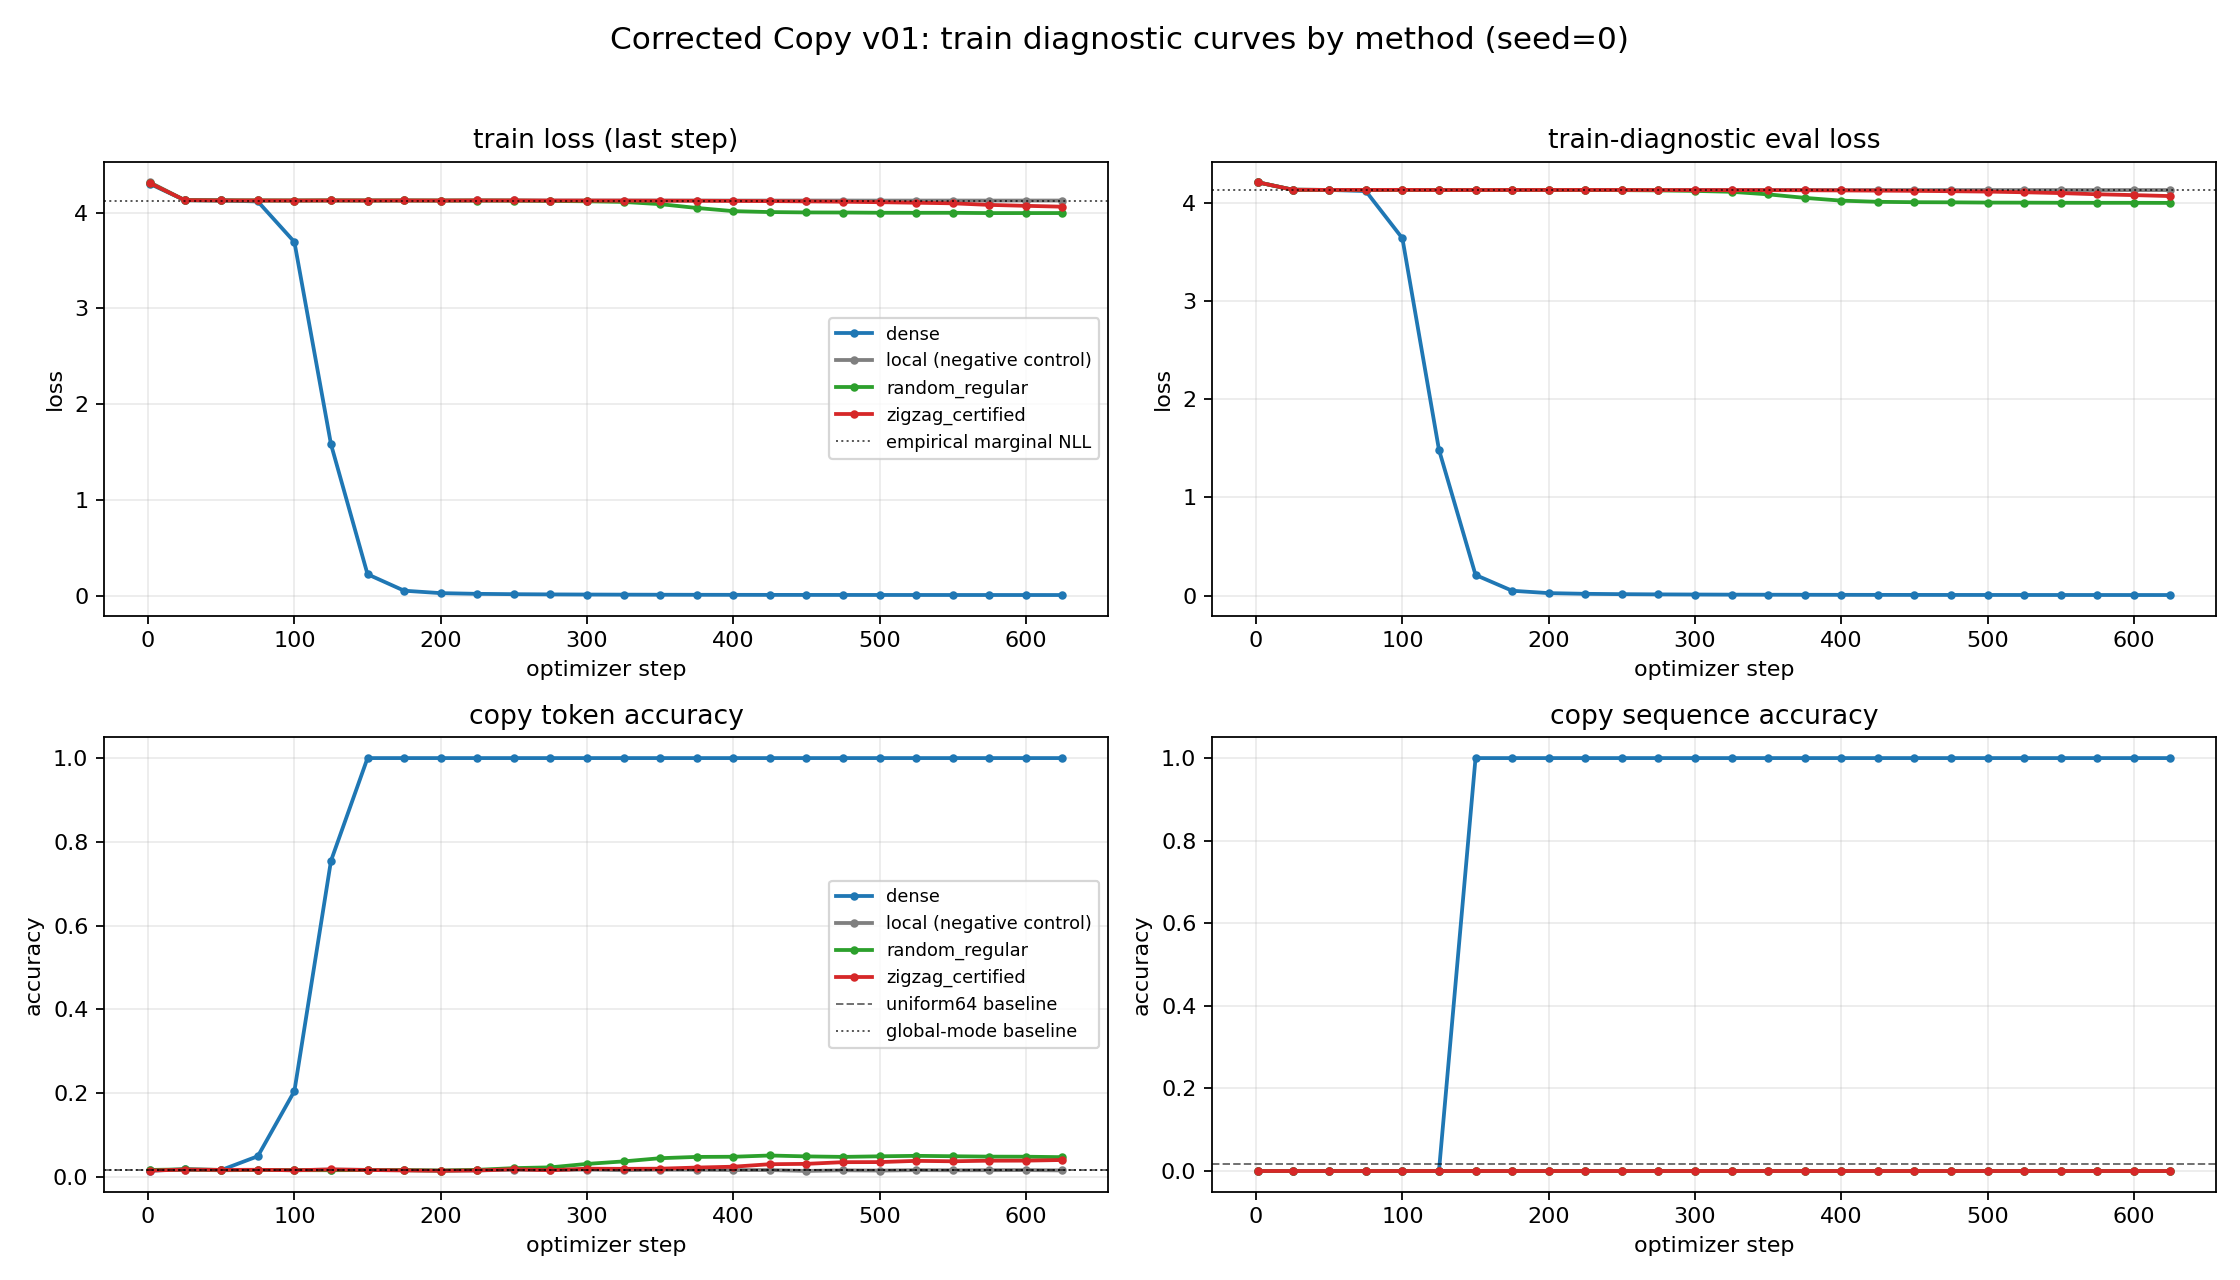 Corrected Copy v01: train diagnostic curves by method (seed=0)
train loss (last step)
loss
4
3
2
1
0
0 100 200 300 400 500 600
optimizer step
dense
local (negative control)
random_regular
zigzag_certified
empirical marginal NLL
train-diagnostic eval loss
loss
4
3
2
1
0
0 100 200 300 400 500 600
optimizer step
copy token accuracy
accuracy
1.0
0.8
0.6
0.4
0.2
0.0
0 100 200 300 400 500 600
optimizer step
dense
local (negative control)
random_regular
zigzag_certified
uniform64 baseline
global-mode baseline
copy sequence accuracy
accuracy
1.0
0.8
0.6
0.4
0.2
0.0
0 100 200 300 400 500 600
optimizer step